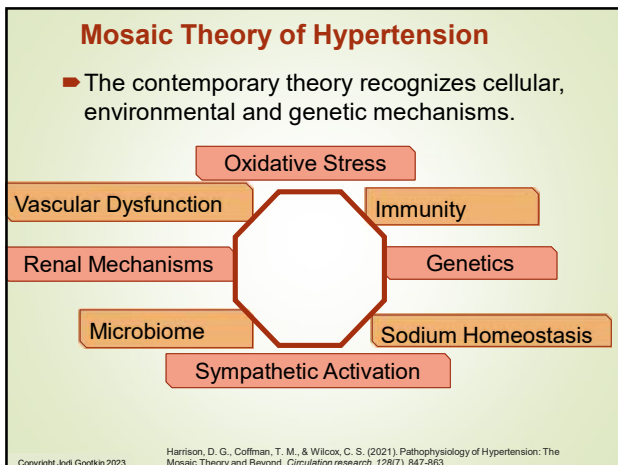 Mosaic Theory of Hypertension
The contemporary theory recognizes cellular,
environmental and genetic mechanisms.
Oxidative Stress
Vascular Dysfunction
Immunity
Renal Mechanisms
Genetics
Microbiome
Sodium Homeostasis
Sympathetic Activation
Harrison, D. G., Coffman, T. M., & Wilcox, C. S. (2021). Pathophysiology of Hypertension: The
Copyright Jodi Gootkin 2023
Mosaic Theory and Beyond. Circulation research, 128(7), 847-863